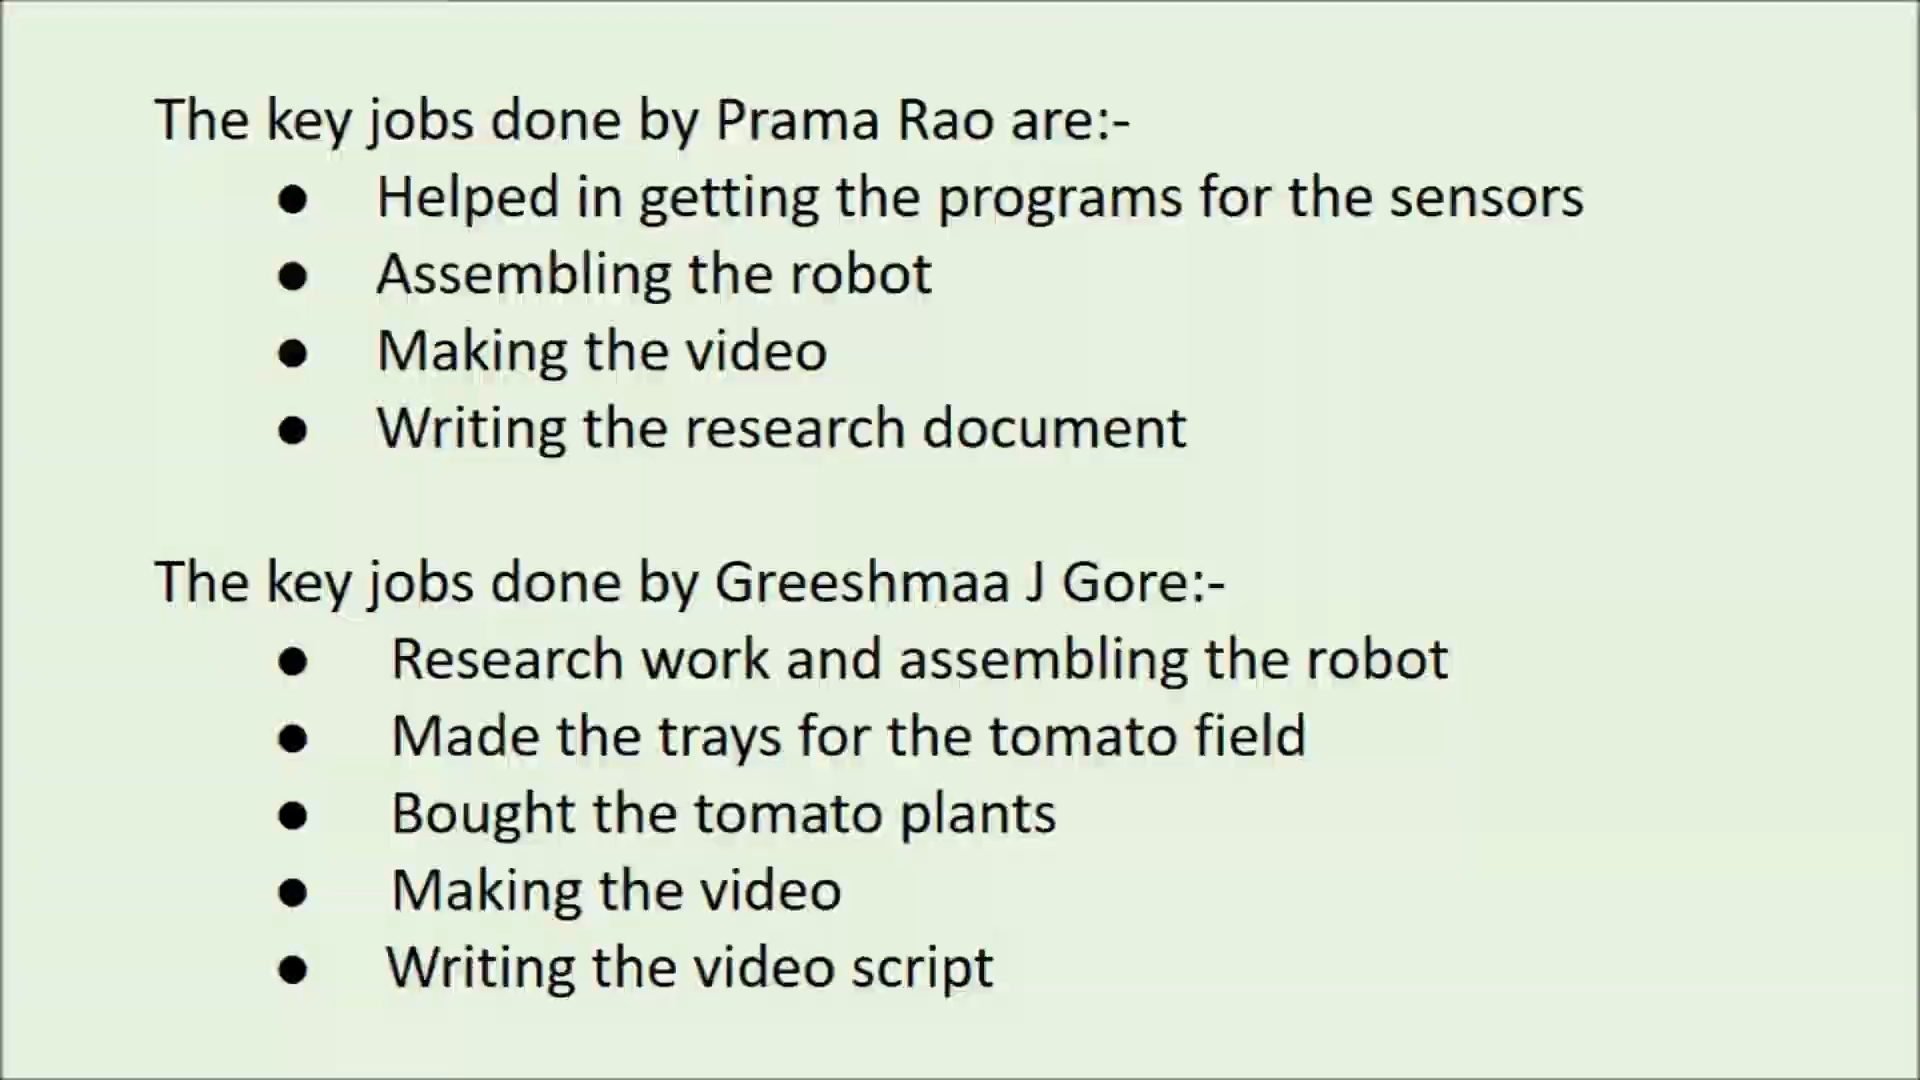 The key jobs done by Prama Rao are:-
● Helped in getting the programs for the sensors
● Assembling the robot
● Making the video
● Writing the research document
The key jobs done by Greeshmaa J Gore:-
● Research work and assembling the robot
● Made the trays for the tomato field
● Bought the tomato plants
● Making the video
● Writing the video script